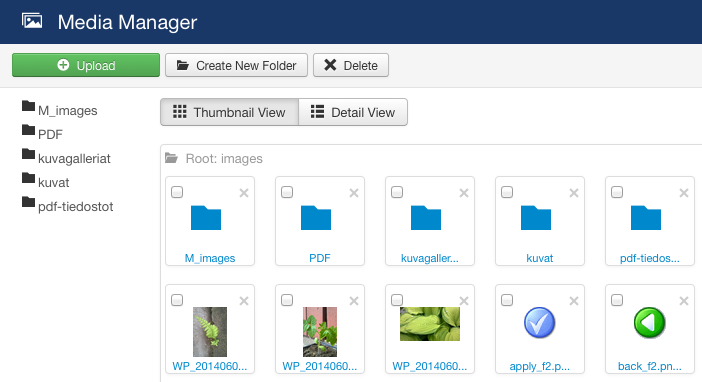 Media Manager
Upload
Create New Folder
Delete
M_images
PDF
kuvagalleriat
kuvat
pdf-tiedostot
Thumbnail View
Detail View
Root: images
M_images
PDF
kuvagaller...
kuvat
pdf-tiedos...
WP_2014060...
WP_2014060...
WP_2014060...
apply_f2.p...
back_f2.pn...